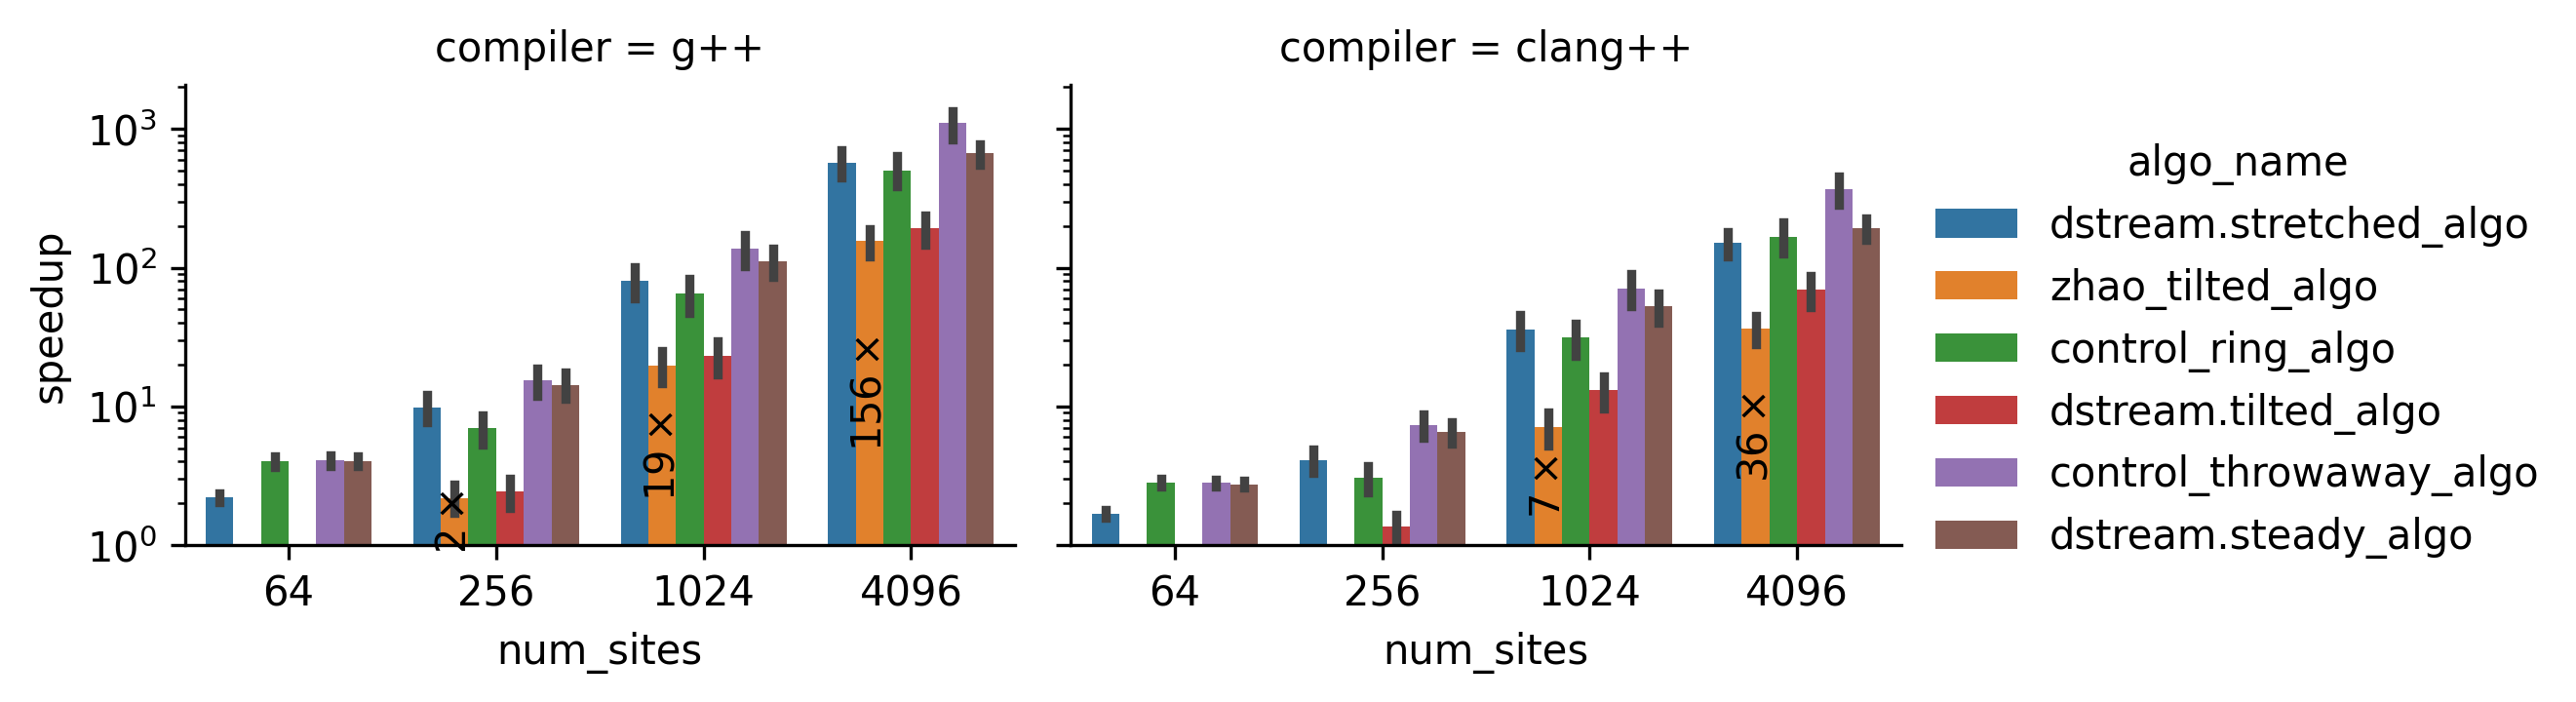 compiler = g++
compiler = clang++
speedup
10³
10²
10¹
10⁰
2 ×
19 ×
156 ×
7 ×
36 ×
64
256
1024
4096
num_sites
64
256
1024
4096
num_sites
algo_name
dstream.stretched_algo
zhao_tilted_algo
control_ring_algo
dstream.tilted_algo
control_throwaway_algo
dstream.steady_algo